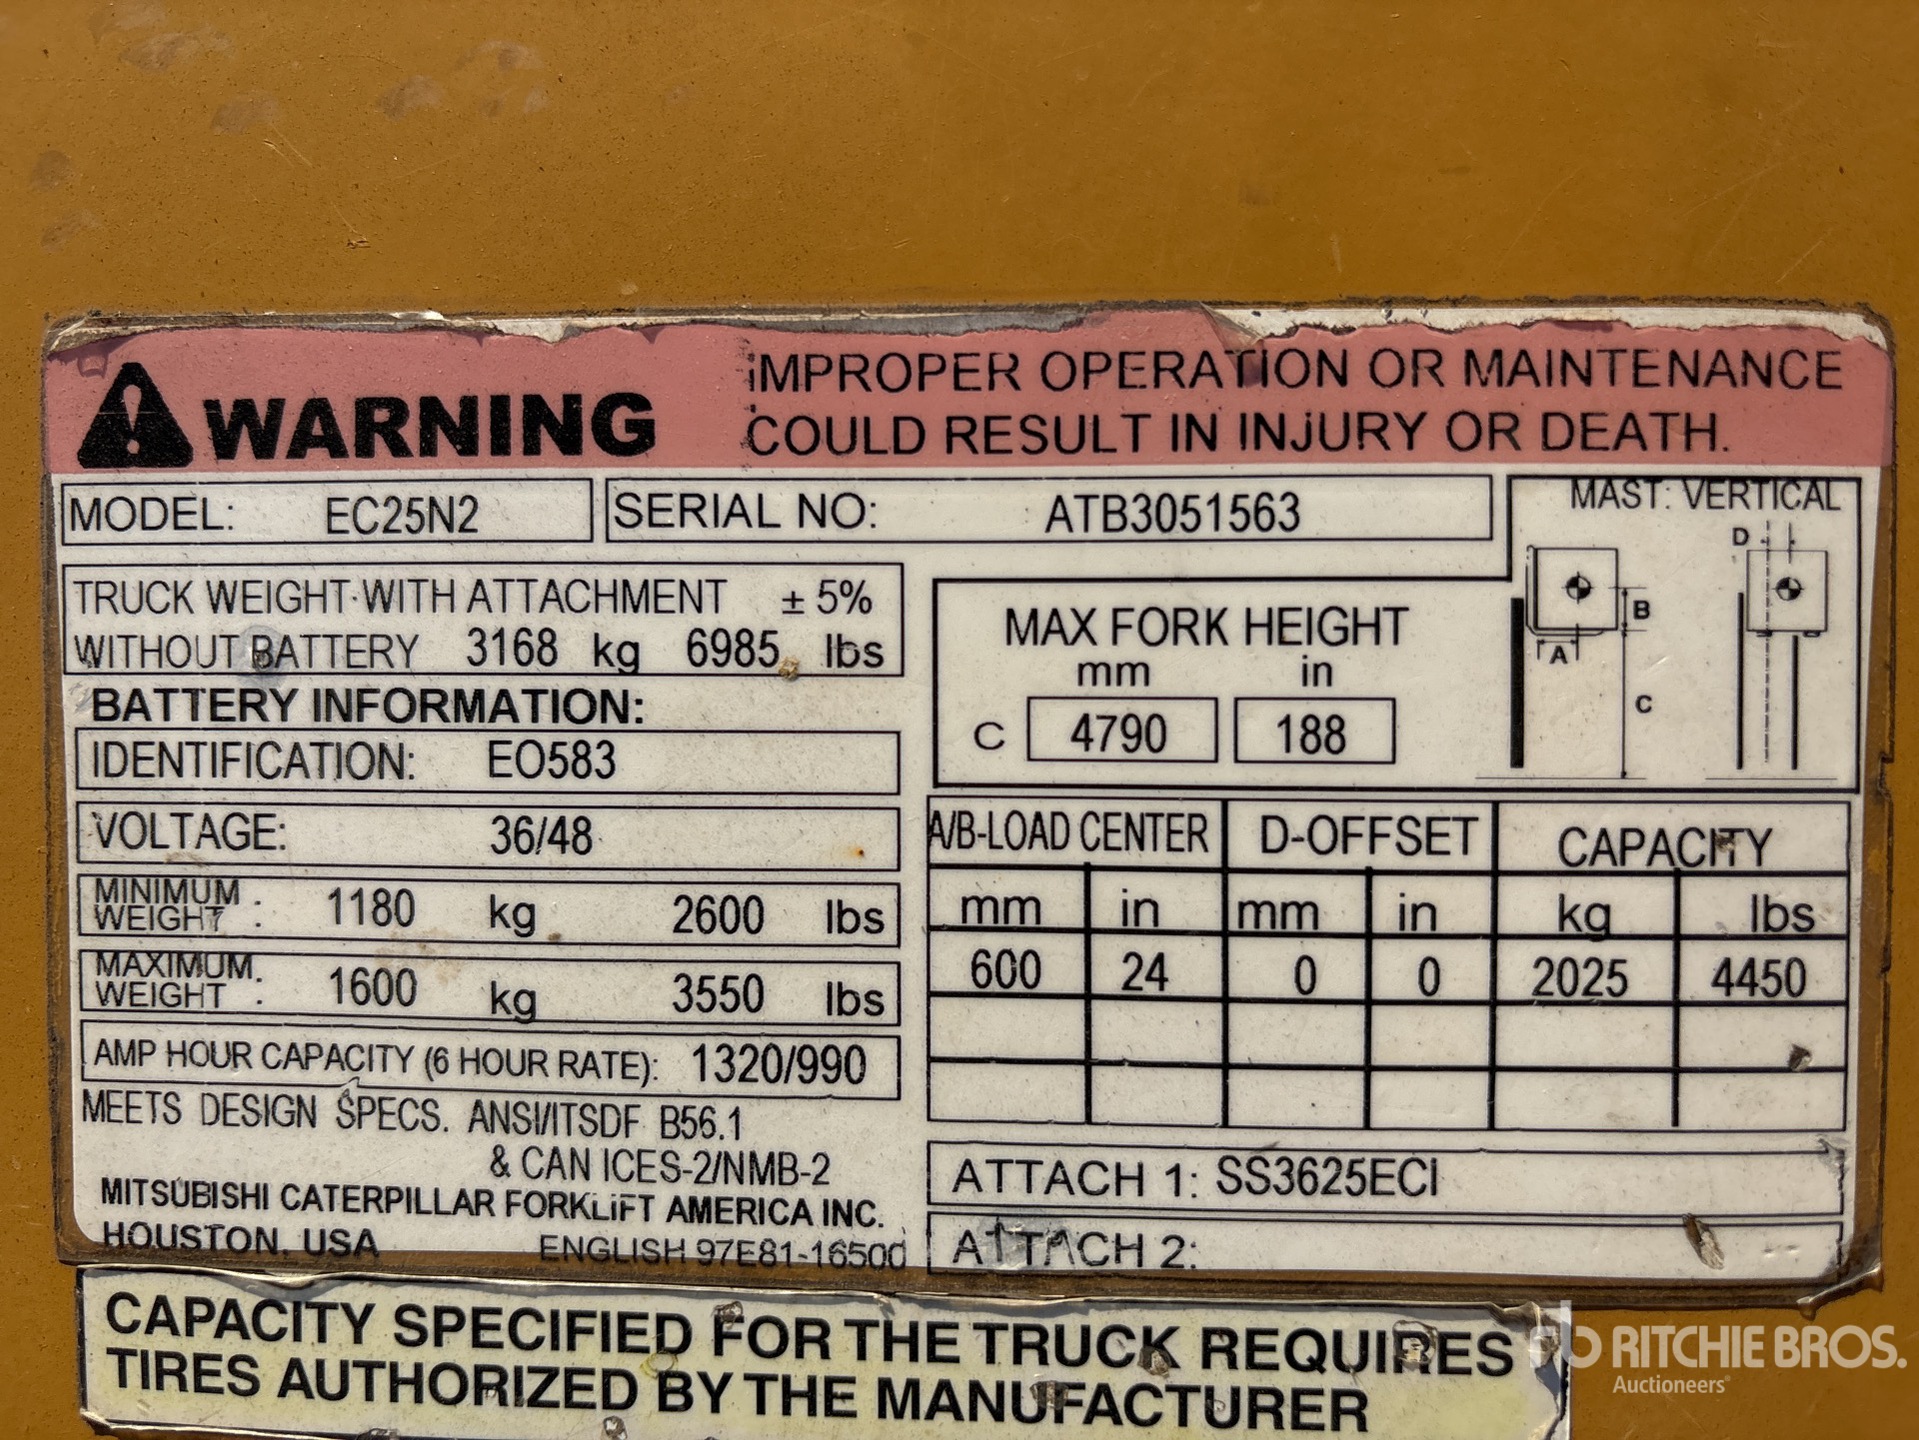 WARNING
IMPROPER OPERATION OR MAINTENANCE
COULD RESULT IN INJURY OR DEATH.
MODEL: EC25N2
SERIAL NO: ATB3051563
MAST: VERTICAL
TRUCK WEIGHT WITH ATTACHMENT ± 5%
WITHOUT BATTERY 3168 kg 6985 lbs
BATTERY INFORMATION:
IDENTIFICATION: EO583
VOLTAGE: 36/48
MINIMUM WEIGHT : 1180 kg 2600 lbs
MAXIMUM WEIGHT : 1600 kg 3550 lbs
AMP HOUR CAPACITY (6 HOUR RATE): 1320/990
MEETS DESIGN SPECS. ANSI/ITSDF B56.1
& CAN ICES-2/NMB-2
MITSUBISHI CATERPILLAR FORKLIFT AMERICA INC.
HOUSTON, USA ENGLISH 97E81-16500
MAX FORK HEIGHT
mm in
C 4790 188
D
B
A
C
A/B-LOAD CENTER D-OFFSET CAPACITY
mm in mm in kg lbs
600 24 0 0 2025 4450
ATTACH 1: SS3625ECI
ATTACH 2:
CAPACITY SPECIFIED FOR THE TRUCK REQUIRES
TIRES AUTHORIZED BY THE MANUFACTURER
rb RITCHIE BROS.
Auctioneers